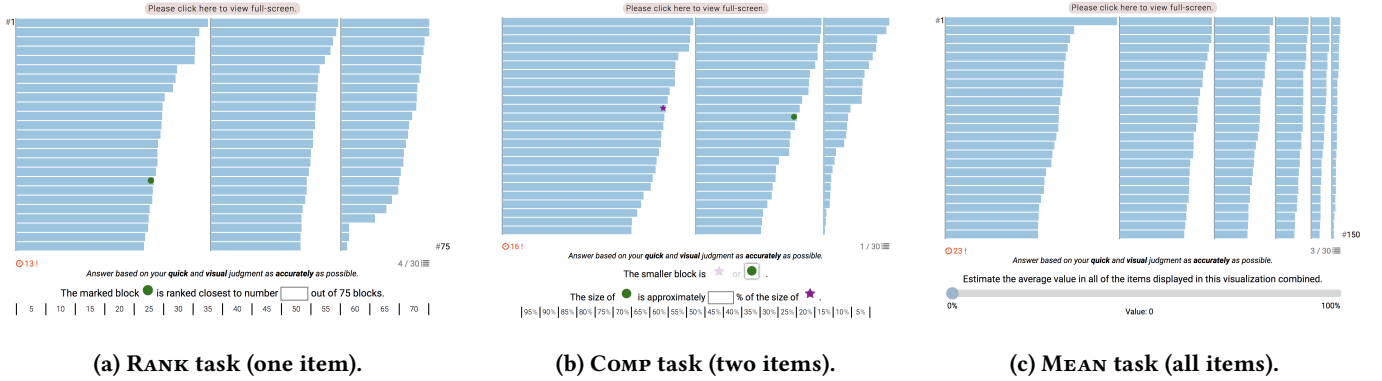 Please click here to view full-screen.
#1
#75
13 !
4 / 30
Answer based on your quick and visual judgment as accurately as possible.
The marked block is ranked closest to number out of 75 blocks.
5 10 15 20 25 30 35 40 45 50 55 60 65 70
(a) Rank task (one item).
Please click here to view full-screen.
16 !
1 / 30
Answer based on your quick and visual judgment as accurately as possible.
The smaller block is or .
The size of is approximately % of the size of .
95% 90% 85% 80% 75% 70% 65% 60% 55% 50% 45% 40% 35% 30% 25% 20% 15% 10% 5%
(b) Comp task (two items).
Please click here to view full-screen.
#1
#150
23 !
3 / 30
Answer based on your quick and visual judgment as accurately as possible.
Estimate the average value in all of the items displayed in this visualization combined.
0% 100%
Value: 0
(c) Mean task (all items).